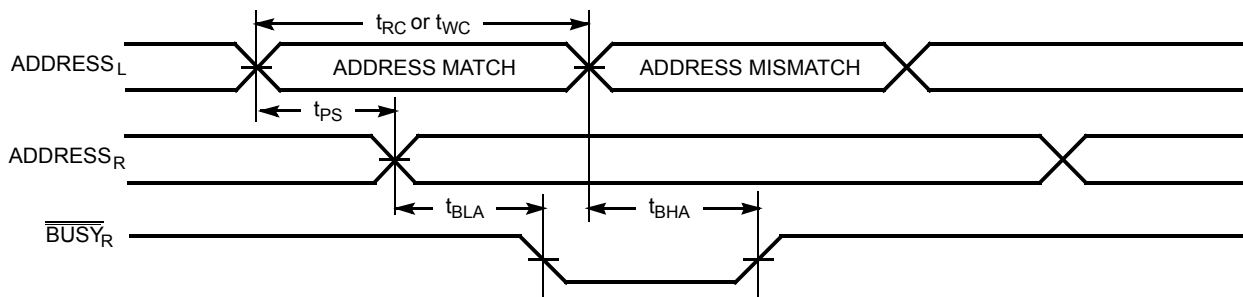 tRC or tWC
ADDRESSL ADDRESS MATCH ADDRESS MISMATCH
tPS
ADDRESSR
tBLA tBHA
BUSYR